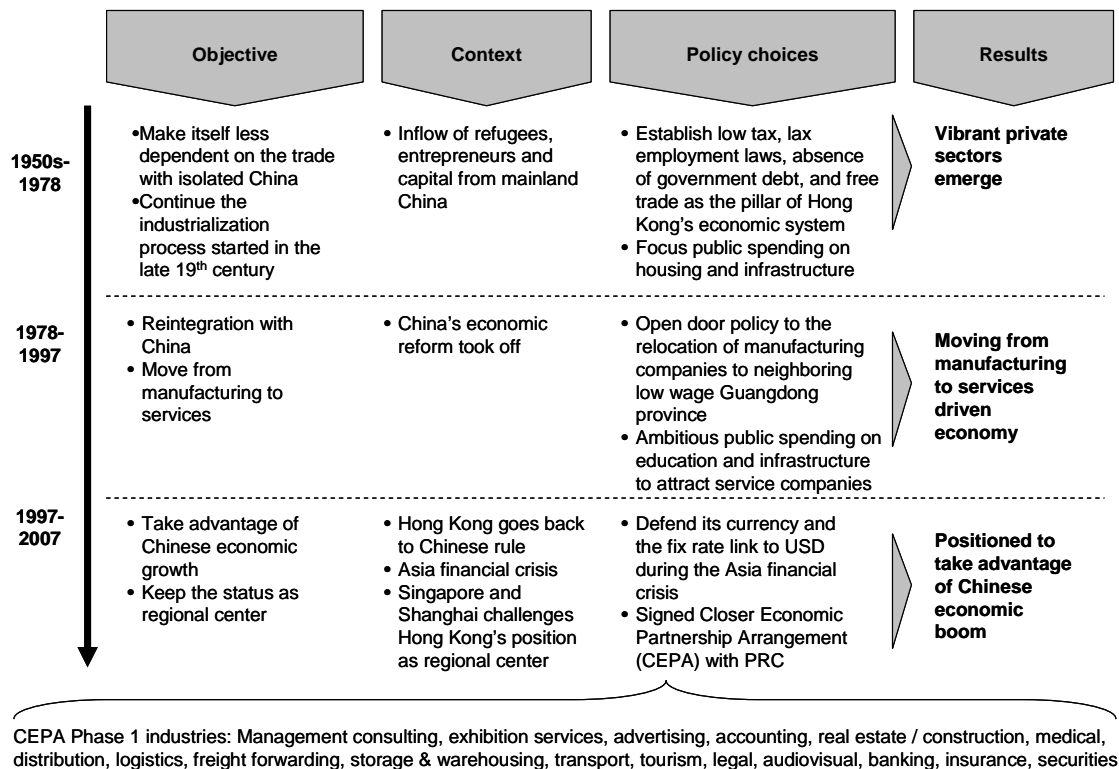 Objective
Context
Policy choices
Results
1950s-
1978
•Make itself less
dependent on the trade
with isolated China
•Continue the
industrialization
process started in the
late 19th century
• Inflow of refugees,
entrepreneurs and
capital from mainland
China
• Establish low tax, lax
employment laws, absence
of government debt, and free
trade as the pillar of Hong
Kong's economic system
• Focus public spending on
housing and infrastructure
Vibrant private
sectors
emerge
1978-
1997
• Reintegration with
China
• Move from
manufacturing to
services
• China's economic
reform took off
• Open door policy to the
relocation of manufacturing
companies to neighboring
low wage Guangdong
province
• Ambitious public spending on
education and infrastructure
to attract service companies
Moving from
manufacturing
to services
driven
economy
1997-
2007
• Take advantage of
Chinese economic
growth
• Keep the status as
regional center
• Hong Kong goes back
to Chinese rule
• Asia financial crisis
• Singapore and
Shanghai challenges
Hong Kong's position
as regional center
• Defend its currency and
the fix rate link to USD
during the Asia financial
crisis
• Signed Closer Economic
Partnership Arrangement
(CEPA) with PRC
Positioned to
take advantage
of Chinese
economic
boom
CEPA Phase 1 industries: Management consulting, exhibition services, advertising, accounting, real estate / construction, medical,
distribution, logistics, freight forwarding, storage & warehousing, transport, tourism, legal, audiovisual, banking, insurance, securities